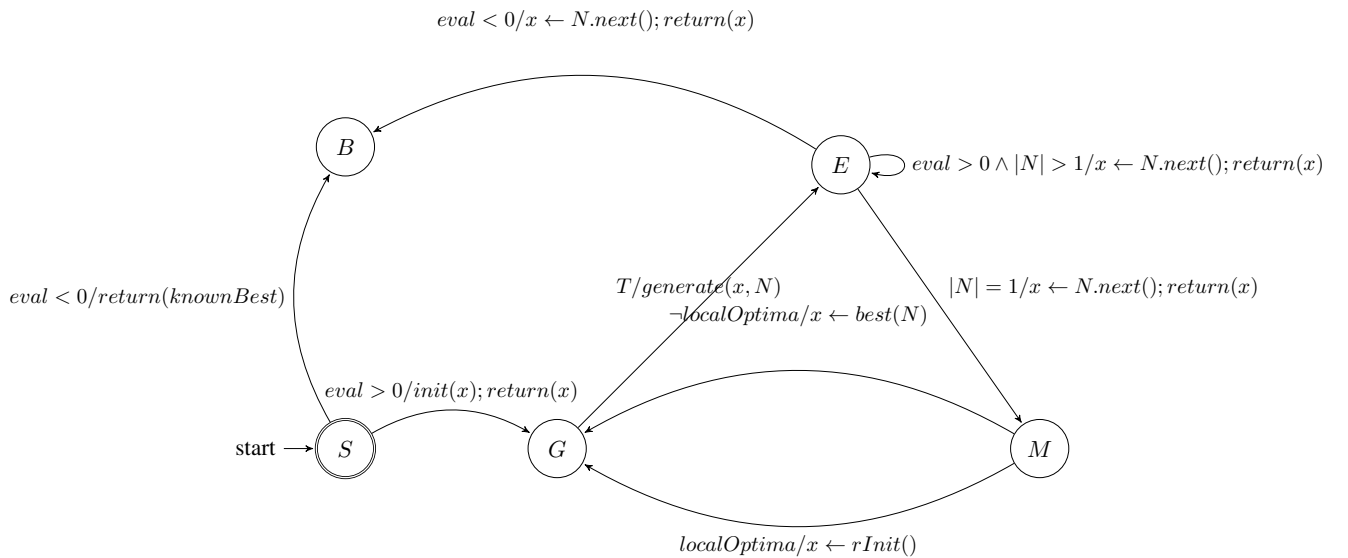 eval < 0/x ← N.next(); return(x)
B
E
eval > 0 ∧ |N| > 1/x ← N.next(); return(x)
T/generate(x, N)
|N| = 1/x ← N.next(); return(x)
eval < 0/return(knownBest)
¬localOptima/x ← best(N)
eval > 0/init(x); return(x)
start
S
G
M
localOptima/x ← rInit()